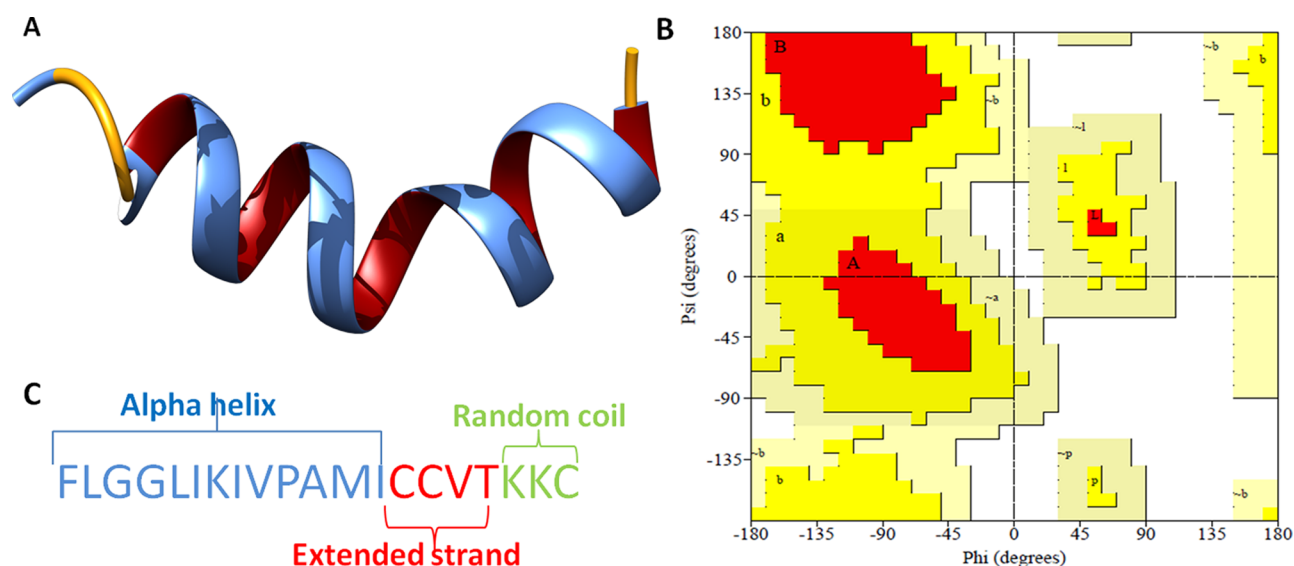 A
B
180
135
90
45
0
-45
-90
-135
-180
-135
-90
-45
0
45
90
135
180
Psi (degrees)
Phi (degrees)
B
b
~b
~b
b
~l
l
L
a
A
~a
~b
b
~p
p
~b
C
Alpha helix
Random coil
FLGGLIKIVPAMICCVTKKC
Extended strand